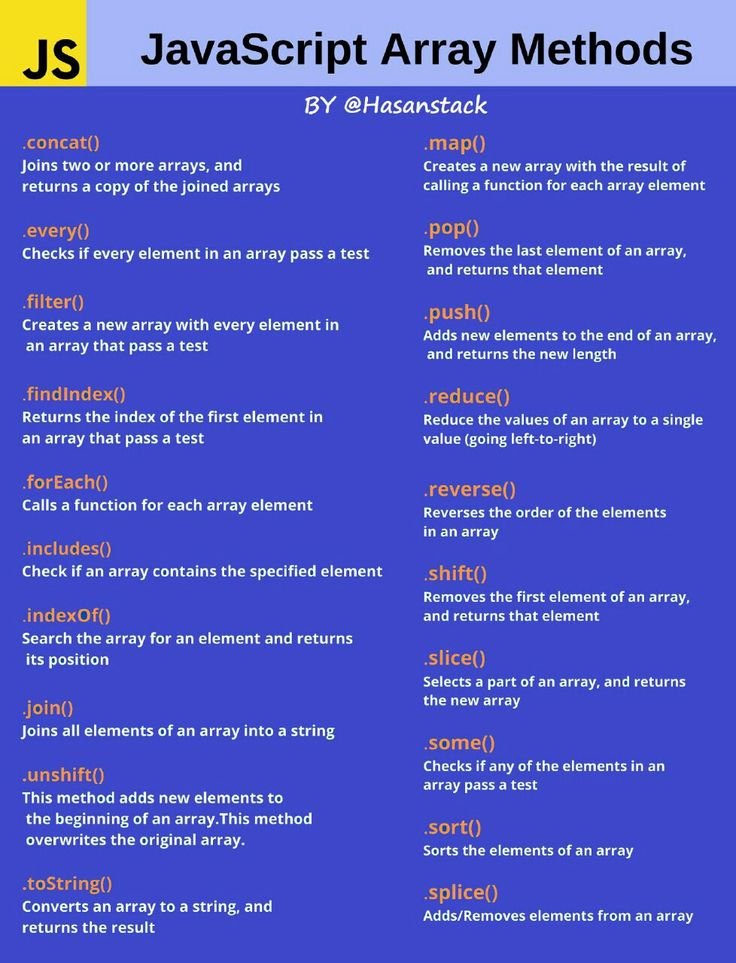 JS
JavaScript Array Methods
BY @Hasanstack
.concat()
Joins two or more arrays, and
returns a copy of the joined arrays
.every()
Checks if every element in an array pass a test
.filter()
Creates a new array with every element in
an array that pass a test
.findIndex()
Returns the index of the first element in
an array that pass a test
.forEach()
Calls a function for each array element
.includes()
Check if an array contains the specified element
.indexOf()
Search the array for an element and returns
its position
.join()
Joins all elements of an array into a string
.unshift()
This method adds new elements to
the beginning of an array.This method
overwrites the original array.
.toString()
Converts an array to a string, and
returns the result
.map()
Creates a new array with the result of
calling a function for each array element
.pop()
Removes the last element of an array,
and returns that element
.push()
Adds new elements to the end of an array,
and returns the new length
.reduce()
Reduce the values of an array to a single
value (going left-to-right)
.reverse()
Reverses the order of the elements
in an array
.shift()
Removes the first element of an array,
and returns that element
.slice()
Selects a part of an array, and returns
the new array
.some()
Checks if any of the elements in an
array pass a test
.sort()
Sorts the elements of an array
.splice()
Adds/Removes elements from an array